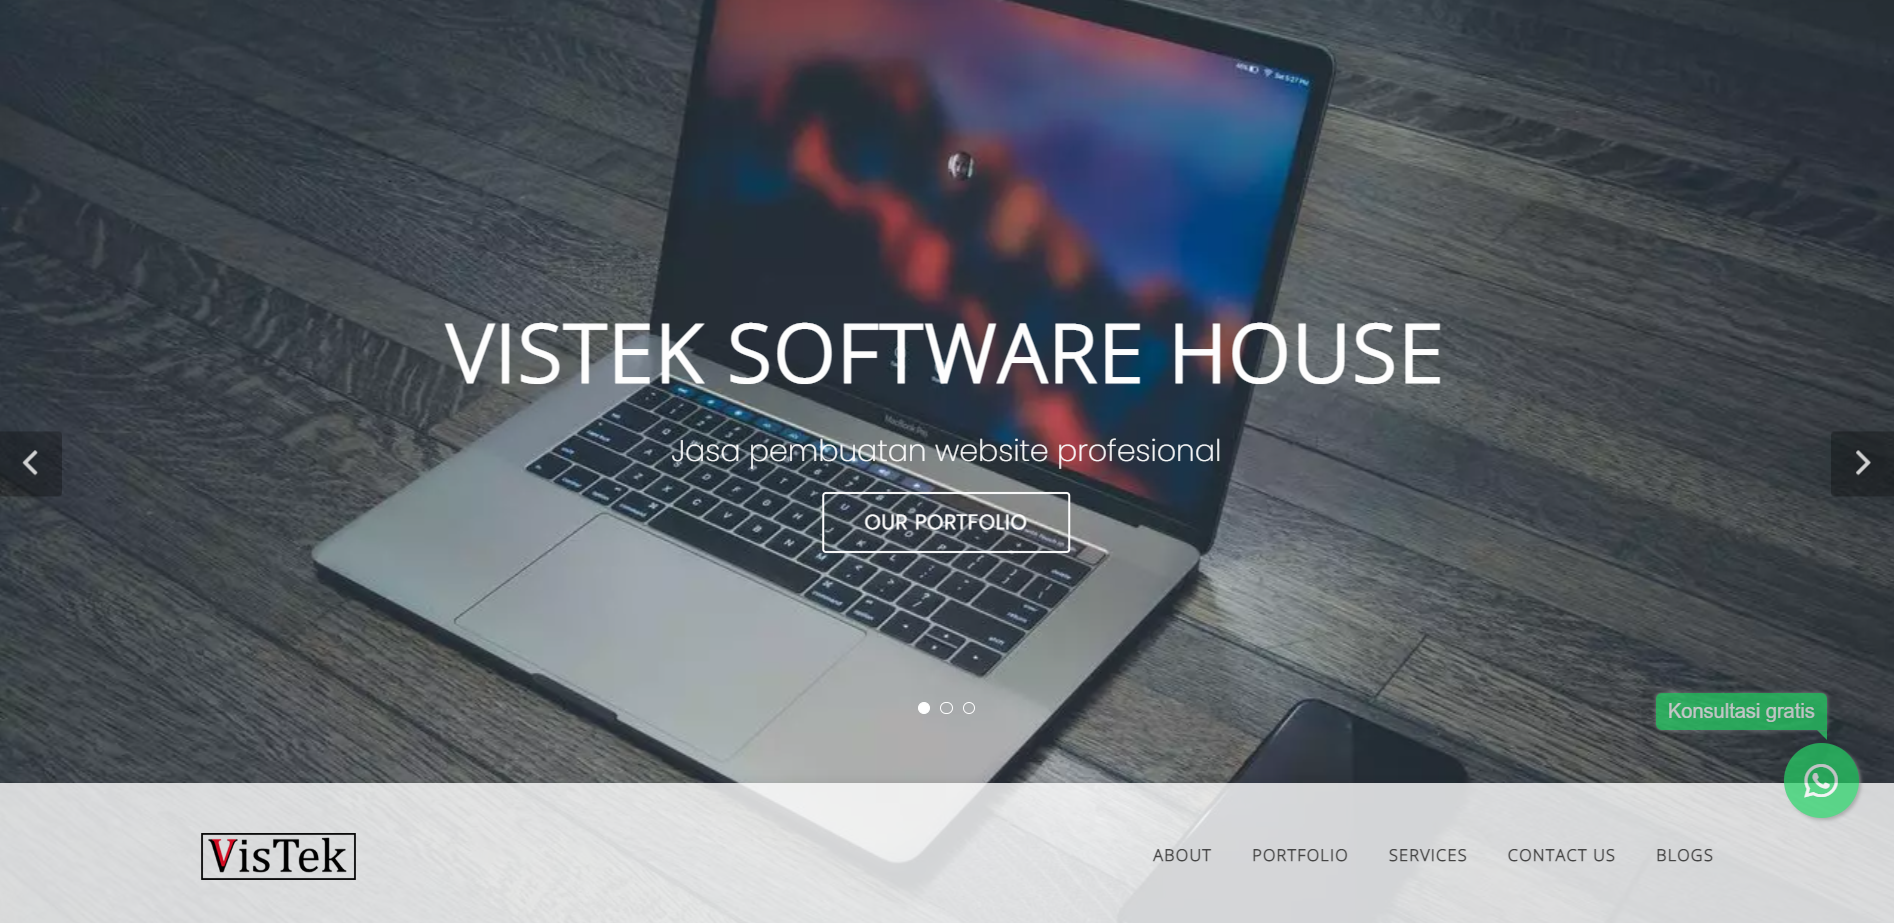 VISTEK SOFTWARE HOUSE
Jasa pembuatan website profesional
OUR PORTFOLIO
Konsultasi gratis
VisTek
ABOUT PORTFOLIO SERVICES CONTACT US BLOGS